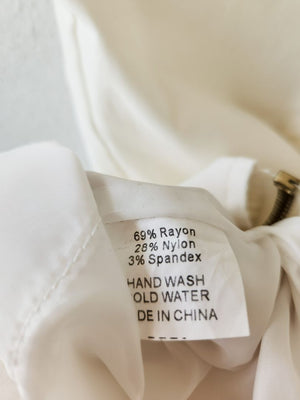 69% Rayon
28% Nylon
3% Spandex
HAND WASH
OLD WATER
DE IN CHINA